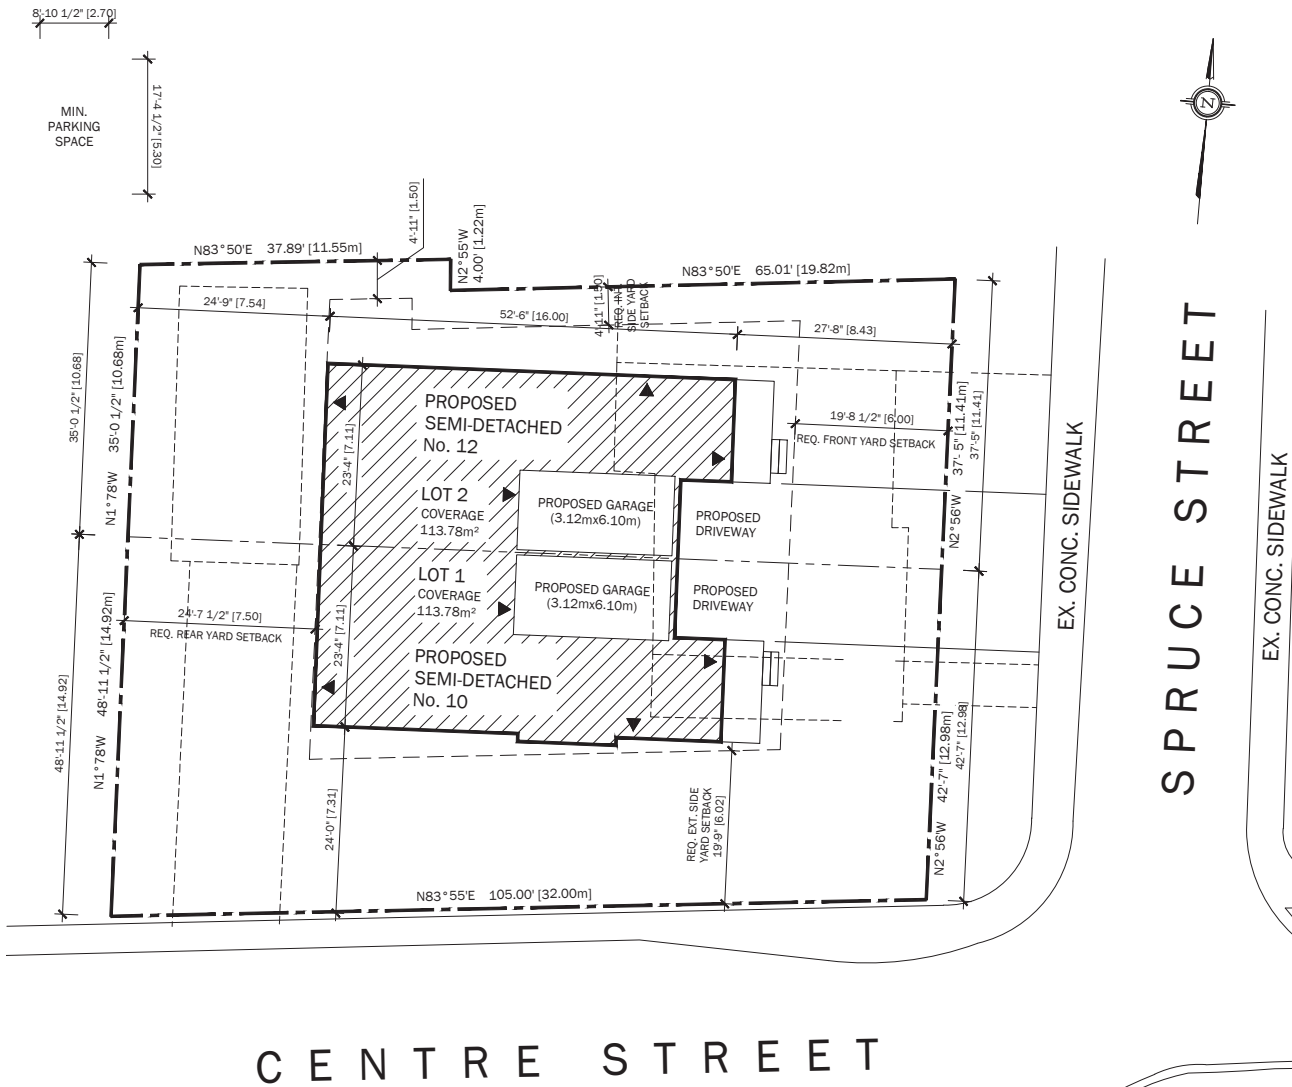 8'-10 1/2" [2.70]
17'-4 1/2" [5.30]
MIN.
PARKING
SPACE
N
4'-11" [1.50]
N2°55'W
4.00' [1.22m]
N83°50'E 37.89' [11.55m]
N83°50'E 65.01' [19.82m]
24'-9" [7.54]
52'-6" [16.00]
4'-11" [1.50]
REQ. INT.
SIDE YARD
SETBACK
27'-8" [8.43]
35'-0 1/2" [10.68]
N1°78'W 35'-0 1/2" [10.68m]
23'-4" [7.11]
PROPOSED
SEMI-DETACHED
No. 12
19'-8 1/2" [6.00]
REQ. FRONT YARD SETBACK
N2°56'W 37'- 5" [11.41m]
37'-5" [11.41]
LOT 2
COVERAGE
113.78m²
PROPOSED GARAGE
(3.12mx6.10m)
PROPOSED
DRIVEWAY
LOT 1
COVERAGE
113.78m²
PROPOSED GARAGE
(3.12mx6.10m)
PROPOSED
DRIVEWAY
24'-7 1/2" [7.50]
REQ. REAR YARD SETBACK
23'-4" [7.11]
PROPOSED
SEMI-DETACHED
No. 10
48'-11 1/2" [14.92]
N1°78'W 48'-11 1/2" [14.92m]
24'-0" [7.31]
REQ. EXT. SIDE
YARD SETBACK
19'-9" [6.02]
N2°56'W 42'-7" [12.98m]
42'-7" [12.98]
N83°55'E 105.00' [32.00m]
EX. CONC. SIDEWALK
SPRUCE STREET
EX. CONC. SIDEWALK
CENTRE STREET